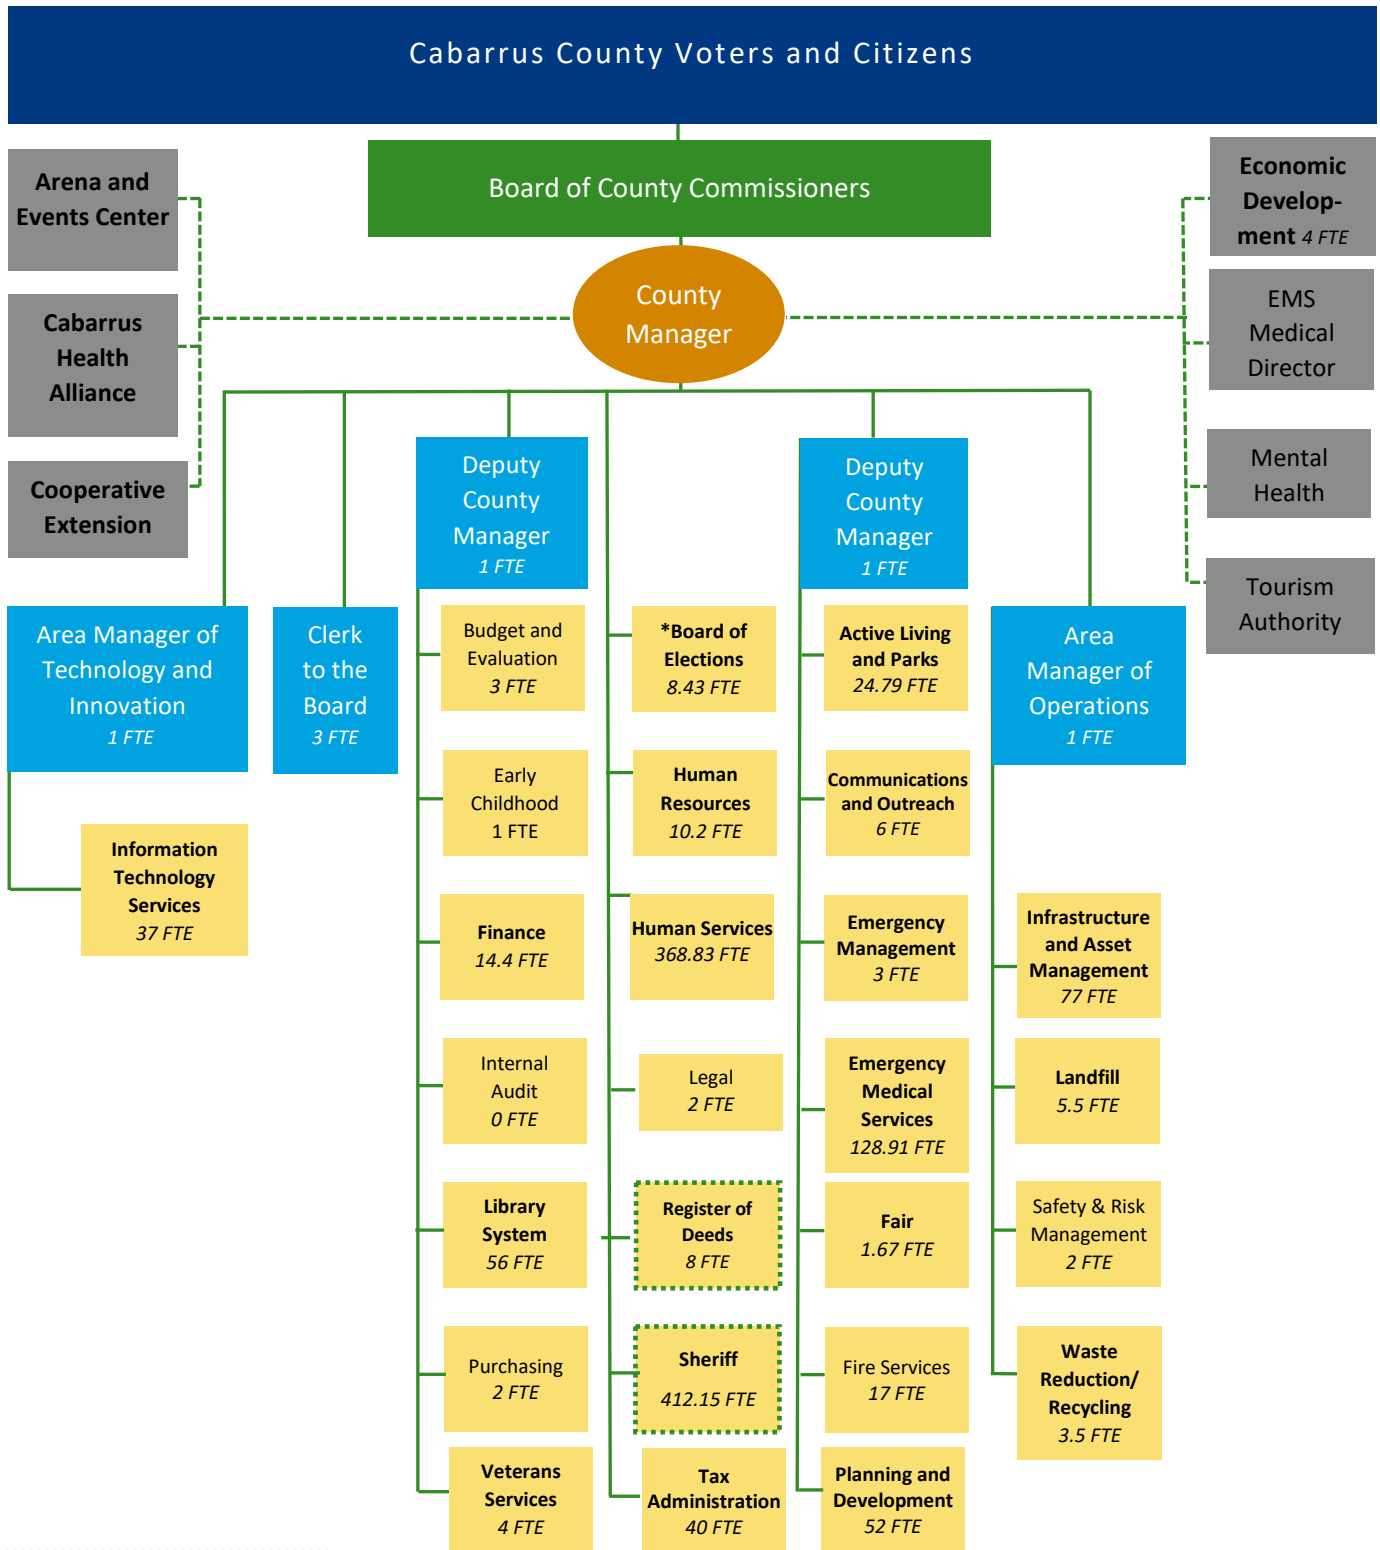 Cabarrus County Voters and Citizens
Board of County Commissioners
County
Manager
Arena and
Events Center
Cabarrus
Health
Alliance
Cooperative
Extension
Economic
Develop-
ment 4 FTE
EMS
Medical
Director
Mental
Health
Tourism
Authority
Area Manager of
Technology and
Innovation
1 FTE
Information
Technology
Services
37 FTE
Clerk
to the
Board
3 FTE
Deputy
County
Manager
1 FTE
Budget and
Evaluation
3 FTE
Early
Childhood
1 FTE
Finance
14.4 FTE
Internal
Audit
0 FTE
Library
System
56 FTE
Purchasing
2 FTE
Veterans
Services
4 FTE
*Board of
Elections
8.43 FTE
Human
Resources
10.2 FTE
Human Services
368.83 FTE
Legal
2 FTE
Register of
Deeds
8 FTE
Sheriff
412.15 FTE
Tax
Administration
40 FTE
Deputy
County
Manager
1 FTE
Active Living
and Parks
24.79 FTE
Communications
and Outreach
6 FTE
Emergency
Management
3 FTE
Emergency
Medical
Services
128.91 FTE
Fair
1.67 FTE
Fire Services
17 FTE
Planning and
Development
52 FTE
Area
Manager of
Operations
1 FTE
Infrastructure
and Asset
Management
77 FTE
Landfill
5.5 FTE
Safety & Risk
Management
2 FTE
Waste
Reduction/
Recycling
3.5 FTE